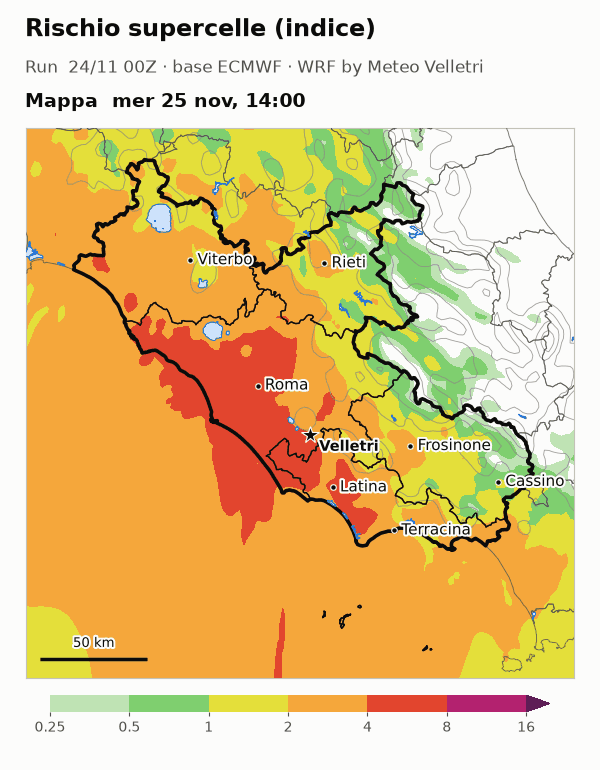 Rischio supercelle (indice)
Run  24/11 00Z · base ECMWF · WRF by Meteo Velletri
Mappa  mer 25 nov, 14:00
Viterbo
Rieti
Roma
Velletri
Frosinone
Latina
Cassino
Terracina
50 km
0.25 0.5 1 2 4 8 16